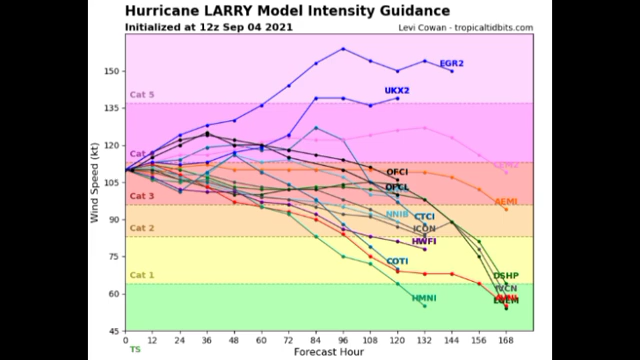 Hurricane LARRY Model Intensity Guidance
Initialized at 12z Sep 04 2021
Levi Cowan - tropicaltidbits.com
Wind Speed (kt)
150
135
120
105
90
75
60
45
Cat 5
Cat
Cat 3
Cat 2
Cat 1
TS
EGR2
UKX2
OFCI
OFCL
AEMI
NNIB
CTCI
ICON
HWFI
COTI
HMNI
DSHP
IVCN
0 12 24 36 48 60 72 84 96 108 120 132 144 156 168
Forecast Hour